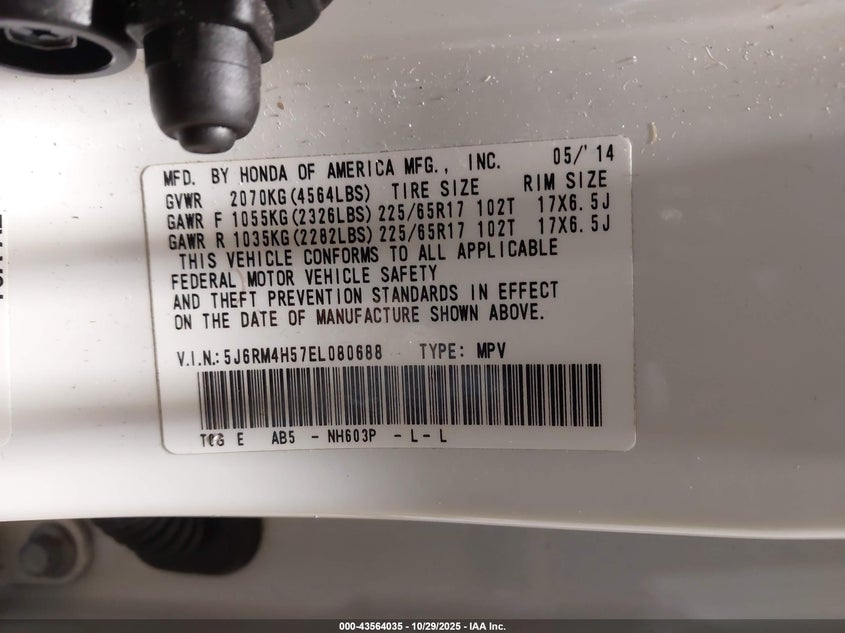 MFD. BY HONDA OF AMERICA MFG., INC. 05/'14
GVWR 2070KG(4564LBS) TIRE SIZE RIM SIZE
GAWR F 1055KG(2326LBS) 225/65R17 102T 17X6.5J
GAWR R 1035KG(2282LBS) 225/65R17 102T 17X6.5J
THIS VEHICLE CONFORMS TO ALL APPLICABLE
FEDERAL MOTOR VEHICLE SAFETY
AND THEFT PREVENTION STANDARDS IN EFFECT
ON THE DATE OF MANUFACTURE SHOWN ABOVE.
V.I.N.: 5J6RM4H57EL080688 TYPE: MPV
E AB5 - NH603P - L- L
000-43564035 - 10/29/2025 - IAA Inc.